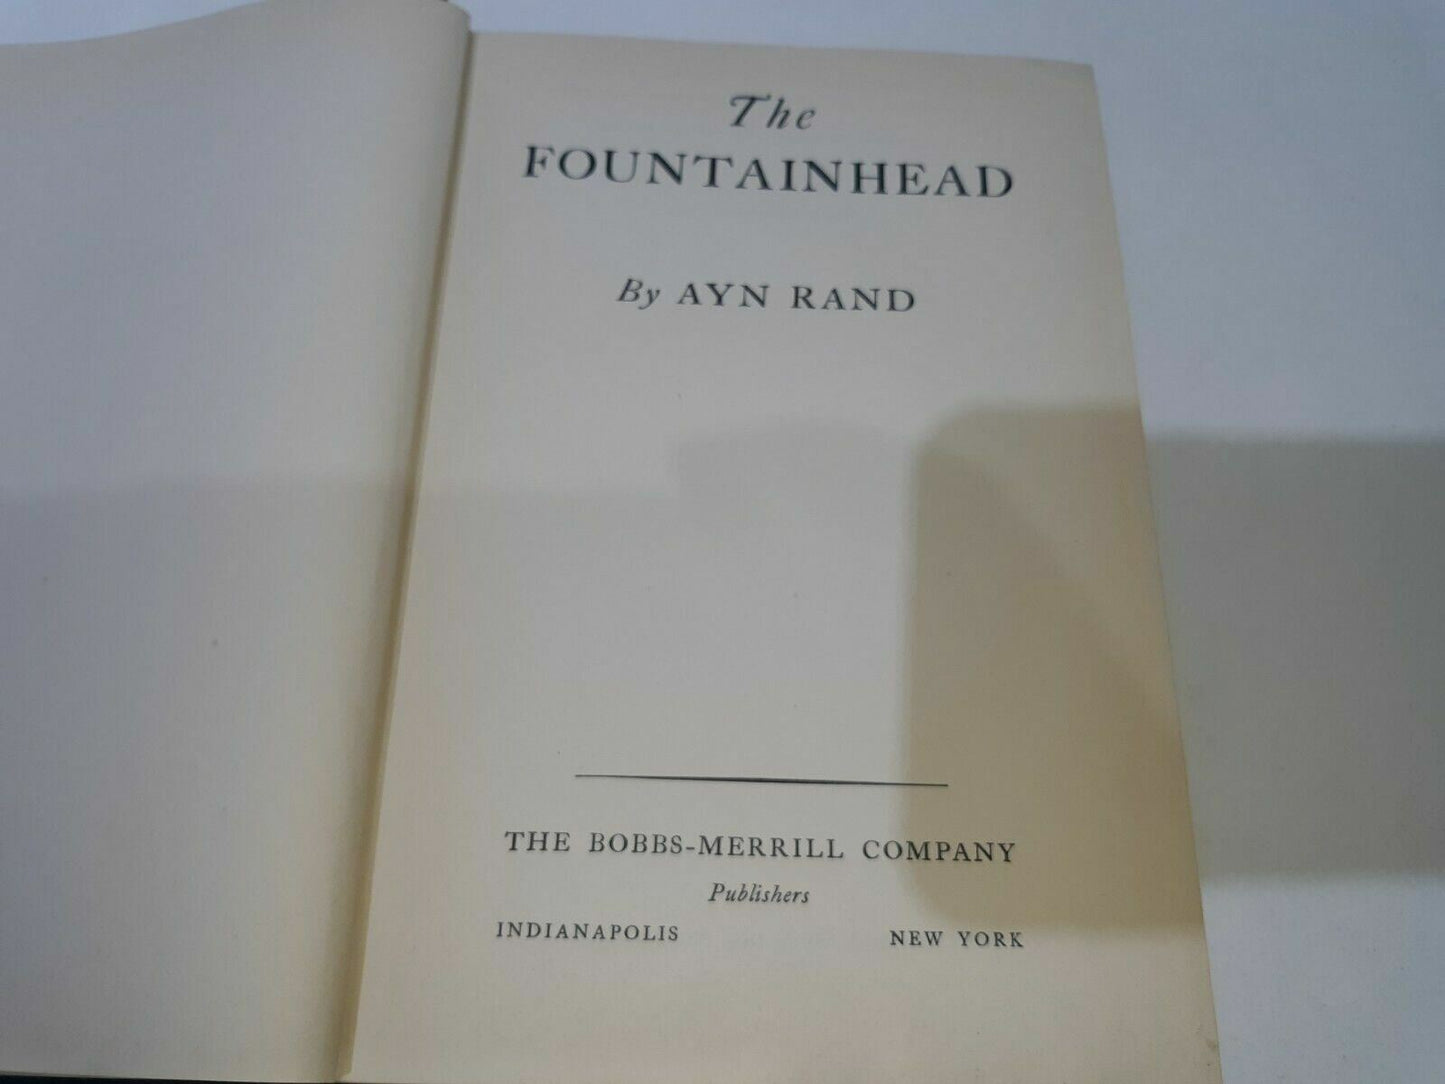 The
FOUNTAINHEAD
By AYN RAND
THE BOBBS-MERRILL COMPANY
Publishers
INDIANAPOLIS NEW YORK